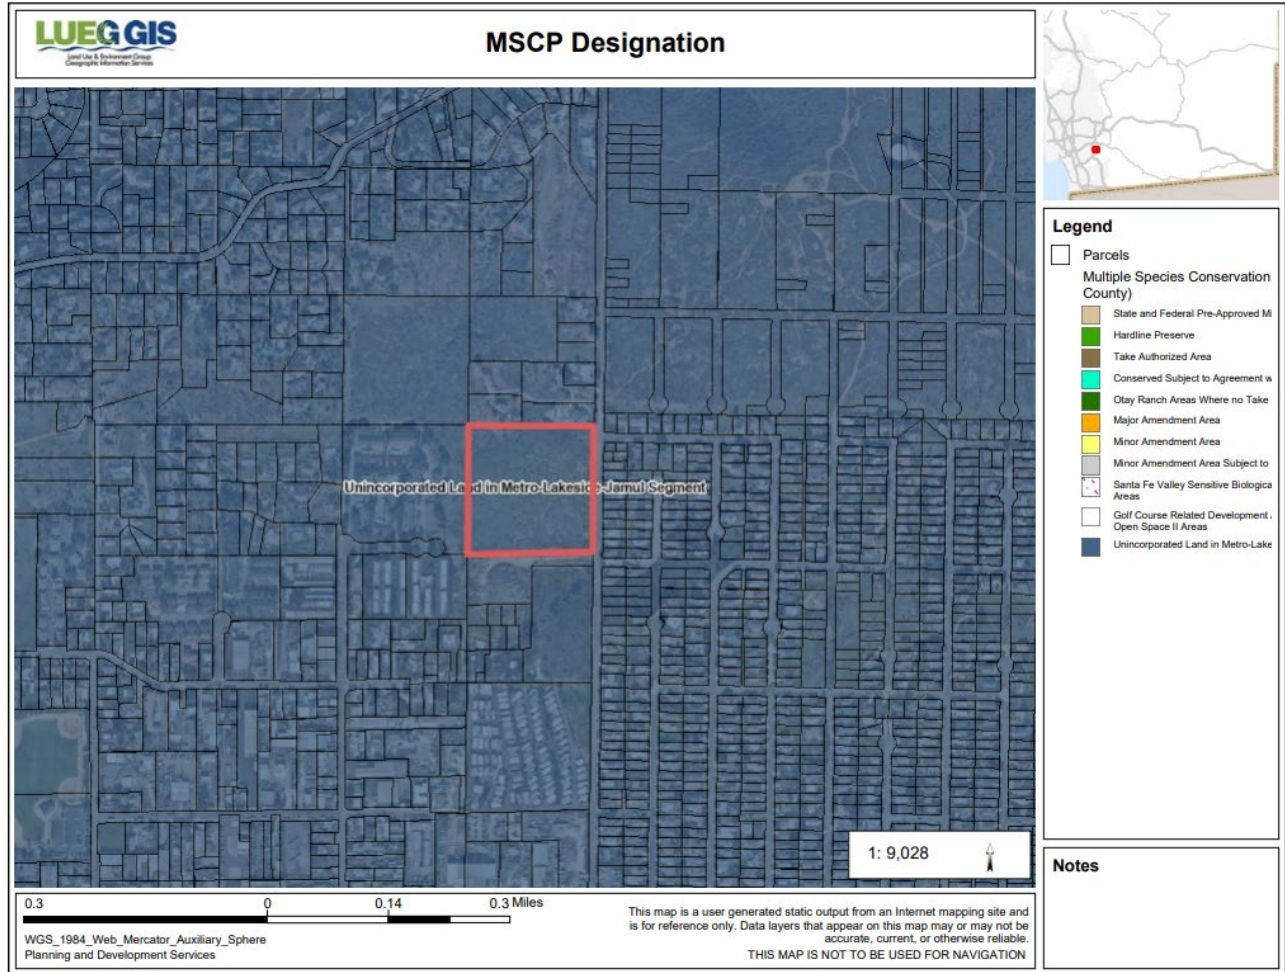 LUEG GIS
Land Use & Environment Group
Geographic Information Services
MSCP Designation
Unincorporated Land in Metro-Lakeside-Jamul Segment
1: 9,028
Legend
Parcels
Multiple Species Conservation
County)
State and Federal Pre-Approved Mi
Hardline Preserve
Take Authorized Area
Conserved Subject to Agreement w
Otay Ranch Areas Where no Take
Major Amendment Area
Minor Amendment Area
Minor Amendment Area Subject to
Santa Fe Valley Sensitive Biologica
Areas
Golf Course Related Development
Open Space II Areas
Unincorporated Land in Metro-Lake
Notes
0.3 0 0.14 0.3 Miles
WGS_1984_Web_Mercator_Auxiliary_Sphere
Planning and Development Services
This map is a user generated static output from an Internet mapping site and
is for reference only. Data layers that appear on this map may or may not be
accurate, current, or otherwise reliable.
THIS MAP IS NOT TO BE USED FOR NAVIGATION